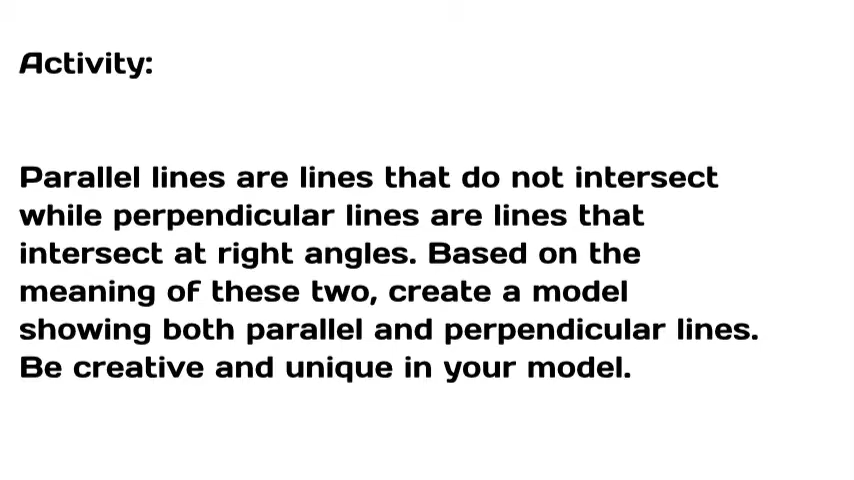 Activity:
Parallel lines are lines that do not intersect
while perpendicular lines are lines that
intersect at right angles. Based on the
meaning of these two, create a model
showing both parallel and perpendicular lines.
Be creative and unique in your model.